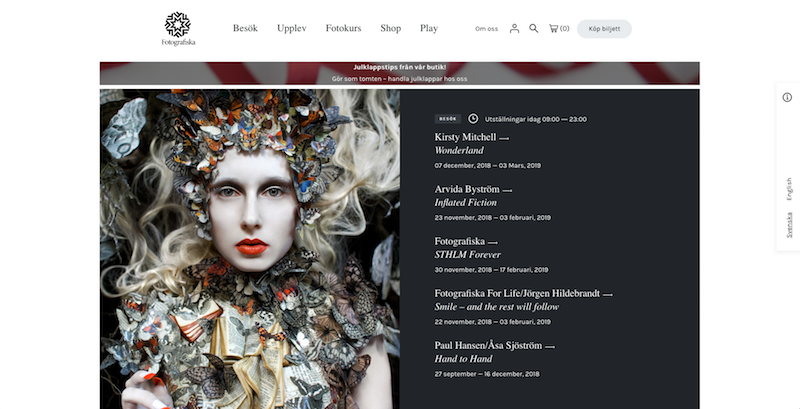 Fotografiska
Besök
Upplev
Fotokurs
Shop
Play
Om oss
(0)
Köp biljett
Julklappstips från vår butik!
Gör som tomten – handla julklappar hos oss
BESÖK
Utställningar idag 09:00 — 23:00
Kirsty Mitchell
Wonderland
07 december, 2018 — 03 Mars, 2019
Arvida Byström
Inflated Fiction
23 november, 2018 — 03 februari, 2019
Fotografiska
STHLM Forever
30 november, 2018 — 17 februari, 2019
Fotografiska For Life/Jörgen Hildebrandt
Smile – and the rest will follow
22 november, 2018 — 03 februari, 2019
Paul Hansen/Åsa Sjöström
Hand to Hand
27 september — 16 december, 2018
English
Svenska